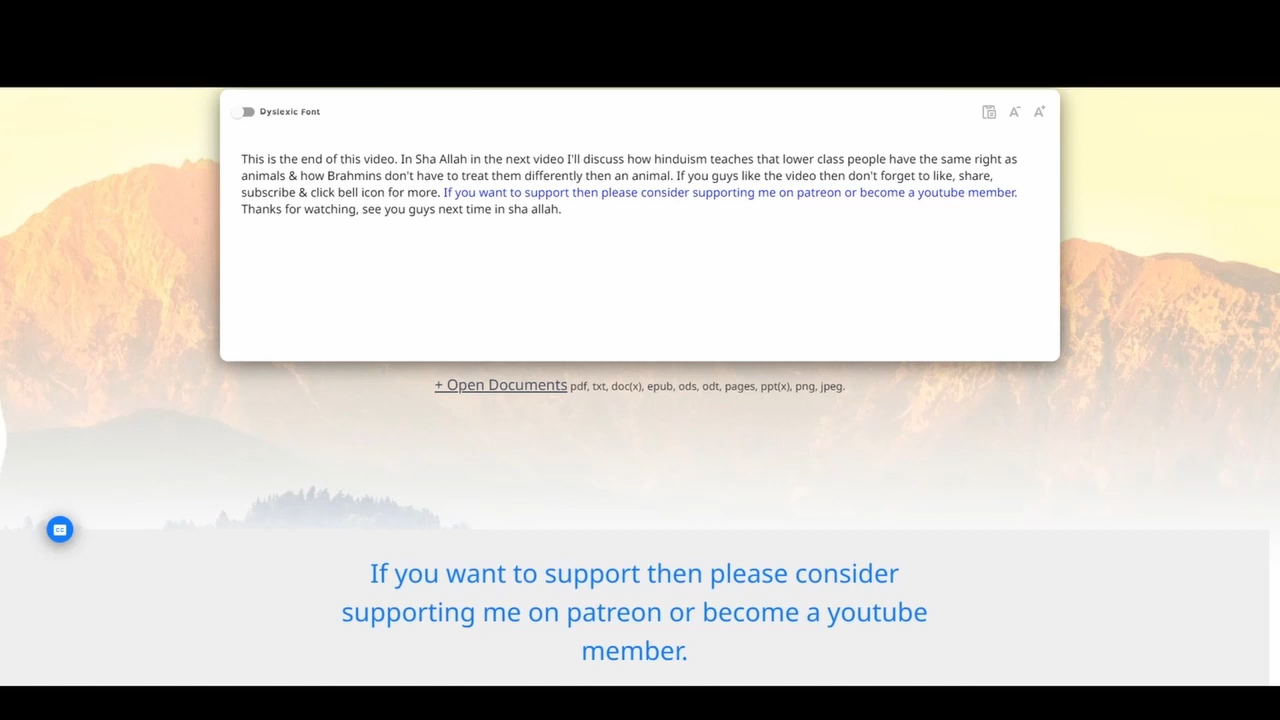 Dyslexic Font
This is the end of this video. In Sha Allah in the next video I'll discuss how hinduism teaches that lower class people have the same right as
animals & how Brahmins don't have to treat them differently then an animal. If you guys like the video then don't forget to like, share,
subscribe & click bell icon for more. If you want to support then please consider supporting me on patreon or become a youtube member.
Thanks for watching, see you guys next time in sha allah.
+ Open Documents pdf, txt, doc(x), epub, ods, odt, pages, ppt(x), png, jpeg.
If you want to support then please consider
supporting me on patreon or become a youtube
member.